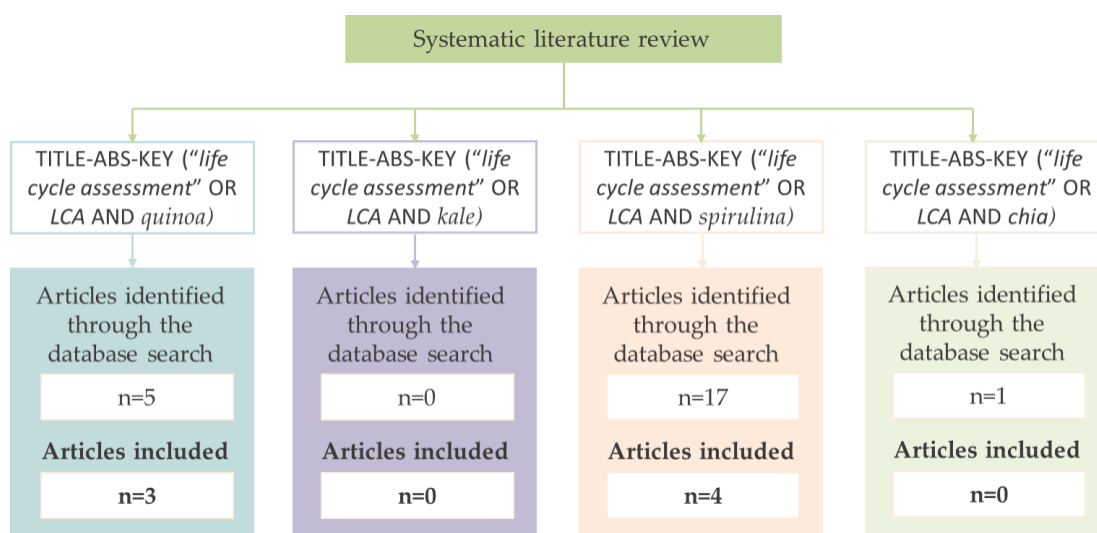 Systematic literature review
TITLE-ABS-KEY (“life
cycle assessment” OR
LCA AND quinoa)
Articles identified
through the
database search
n=5
Articles included
n=3
TITLE-ABS-KEY (“life
cycle assessment” OR
LCA AND kale)
Articles identified
through the
database search
n=0
Articles included
n=0
TITLE-ABS-KEY (“life
cycle assessment” OR
LCA AND spirulina)
Articles identified
through the
database search
n=17
Articles included
n=4
TITLE-ABS-KEY (“life
cycle assessment” OR
LCA AND chia)
Articles identified
through the
database search
n=1
Articles included
n=0